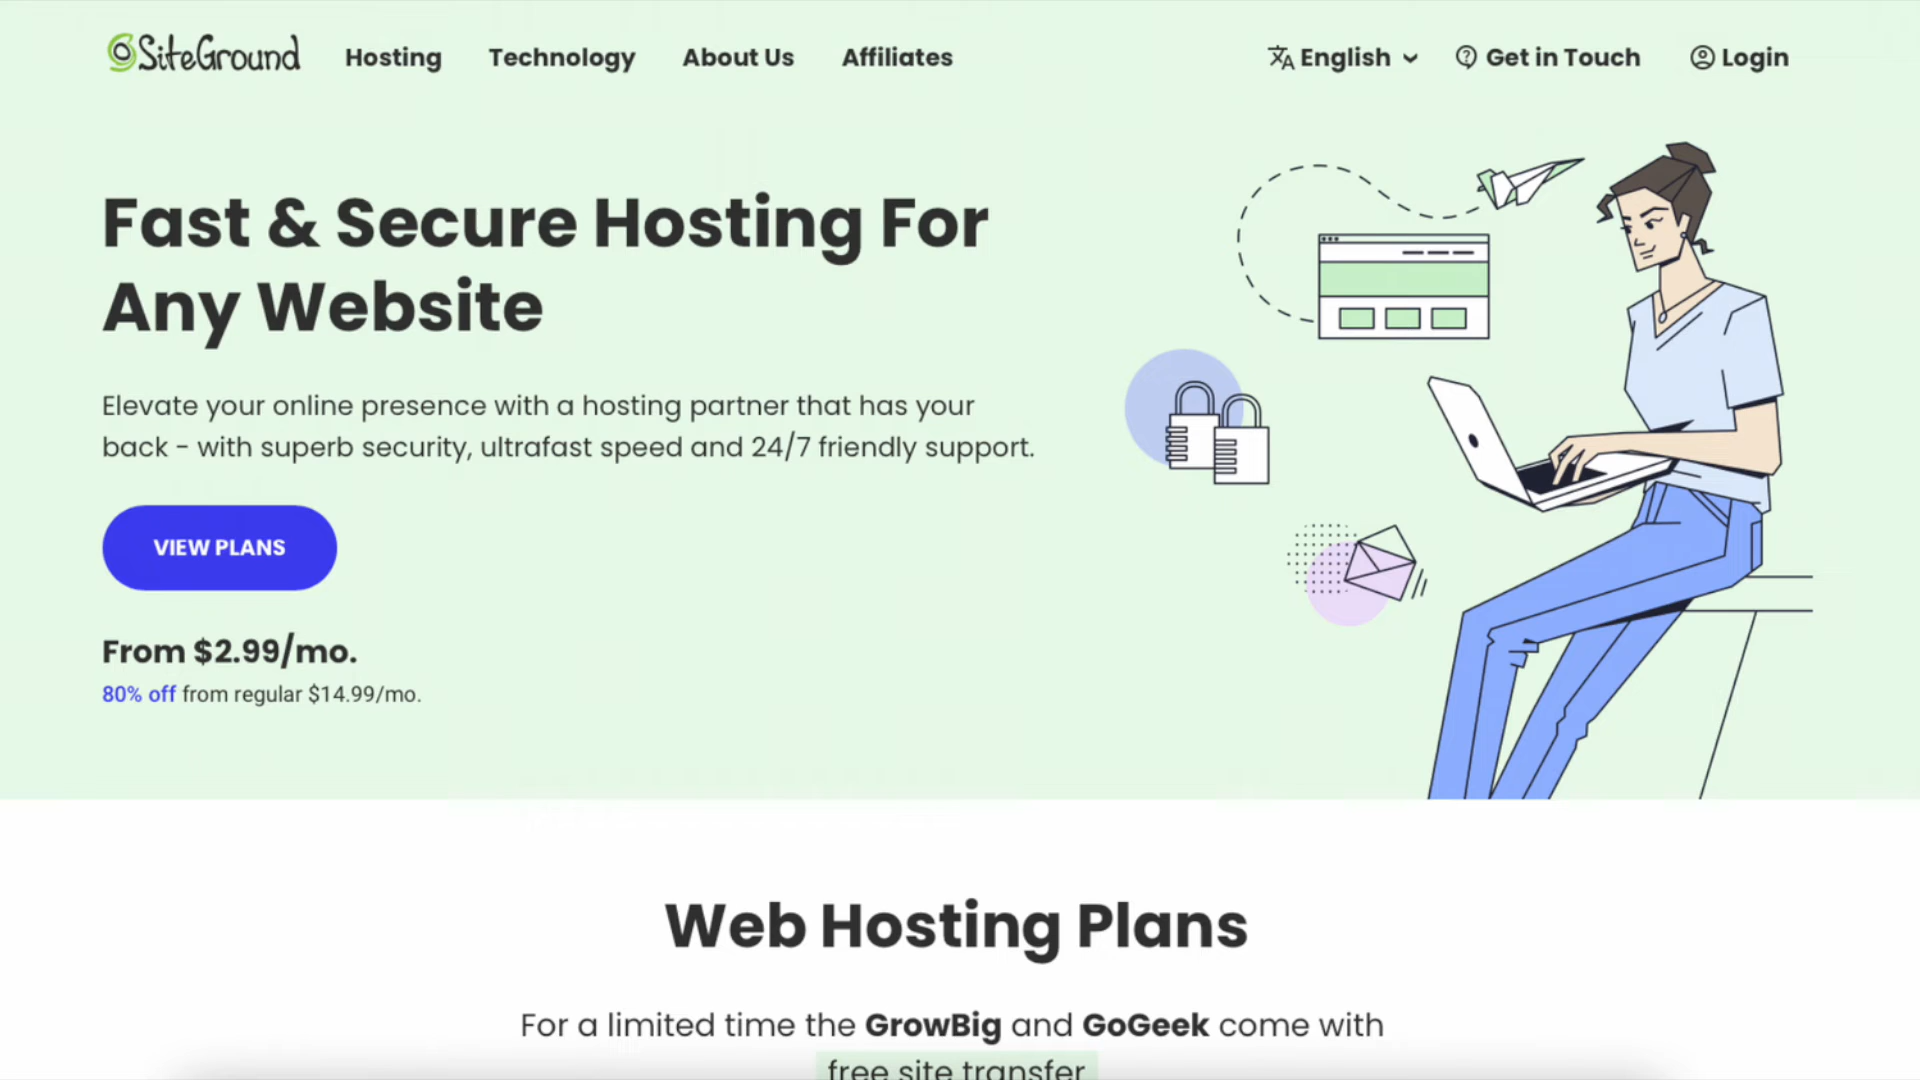 SiteGround Hosting Technology About Us Affiliates English Get in Touch Login
Fast & Secure Hosting For
Any Website
Elevate your online presence with a hosting partner that has your
back - with superb security, ultrafast speed and 24/7 friendly support.
VIEW PLANS
From $2.99/mo.
80% off from regular $14.99/mo.
Web Hosting Plans
For a limited time the GrowBig and GoGeek come with
free site transfer